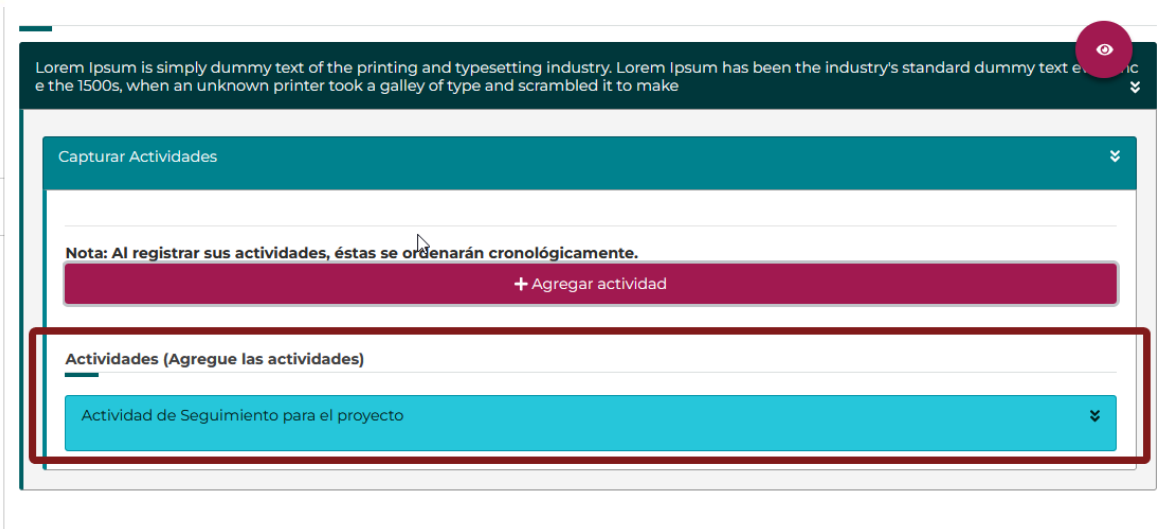 Lorem Ipsum is simply dummy text of the printing and typesetting industry. Lorem Ipsum has been the industry's standard dummy text
e the 1500s, when an unknown printer took a galley of type and scrambled it to make
Capturar Actividades
Nota: Al registrar sus actividades, éstas se ordenarán cronológicamente.
+ Agregar actividad
Actividades (Agregue las actividades)
Actividad de Seguimiento para el proyecto